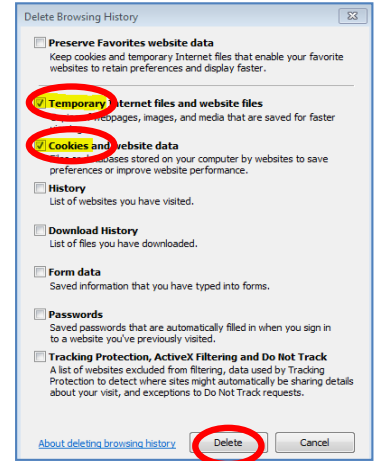 Delete Browsing History
Preserve Favorites website data
Keep cookies and temporary Internet files that enable your favorite
websites to retain preferences and display faster.
Temporary Internet files and website files
of webpages, images, and media that are saved for faster
Cookies and website data
Files or databases stored on your computer by websites to save
preferences or improve website performance.
History
List of websites you have visited.
Download History
List of files you have downloaded.
Form data
Saved information that you have typed into forms.
Passwords
Saved passwords that are automatically filled in when you sign in
to a website you've previously visited.
Tracking Protection, ActiveX Filtering and Do Not Track
A list of websites excluded from filtering, data used by Tracking
Protection to detect where sites might automatically be sharing details
about your visit, and exceptions to Do Not Track requests.
About deleting browsing history Delete Cancel